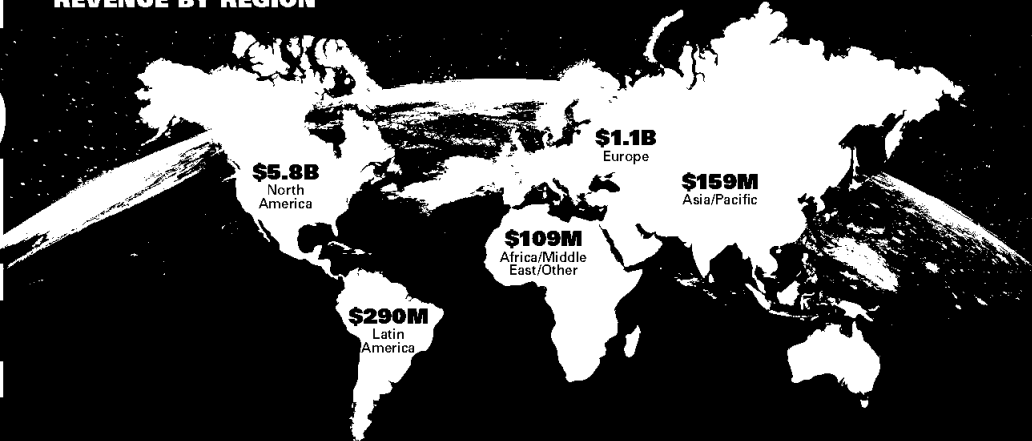 REVENUE BY REGION
$1.1B
Europe
$5.8B
North
America
$159M
Asia/Pacific
$109M
Africa/Middle
East/Other
$290M
Latin
America